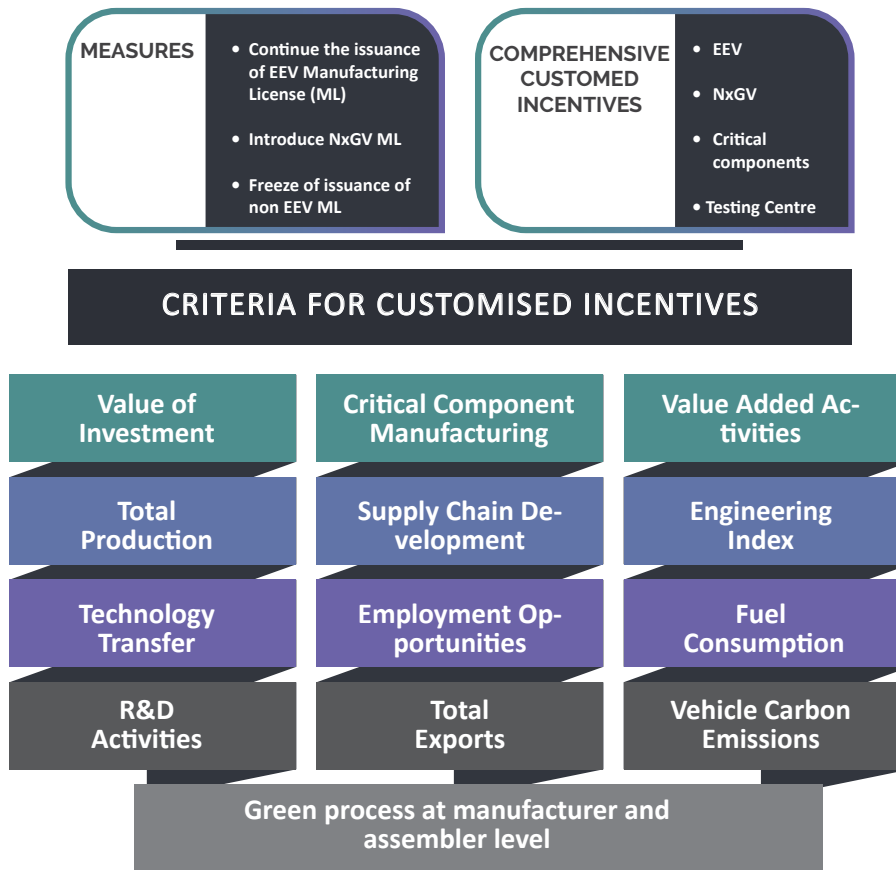 MEASURES
• Continue the issuance
of EEV Manufacturing
License (ML)
• Introduce NxGV ML
• Freeze of issuance of
non EEV ML
COMPREHENSIVE
CUSTOMED
INCENTIVES
• EEV
• NxGV
• Critical
components
• Testing Centre
CRITERIA FOR CUSTOMISED INCENTIVES
Value of
Investment
Critical Component
Manufacturing
Value Added Ac-
tivities
Total
Production
Supply Chain De-
velopment
Engineering
Index
Technology
Transfer
Employment Op-
portunities
Fuel
Consumption
R&D
Activities
Total
Exports
Vehicle Carbon
Emissions
Green process at manufacturer and
assembler level